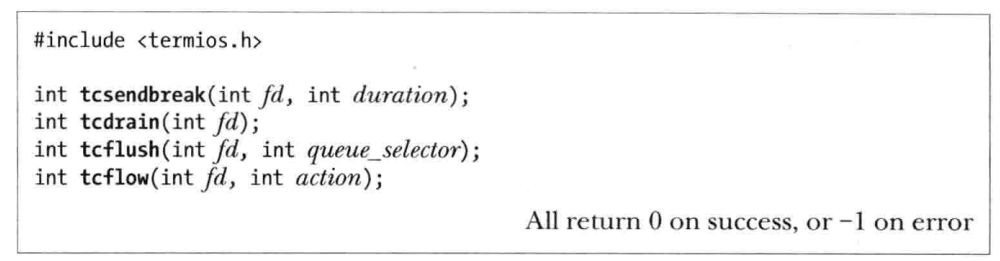 #include <termios.h>
int tcsendbreak(int fd, int duration);
int tcdrain(int fd);
int tcflush(int fd, int queue_selector);
int tcflow(int fd, int action);
All return 0 on success, or −1 on error